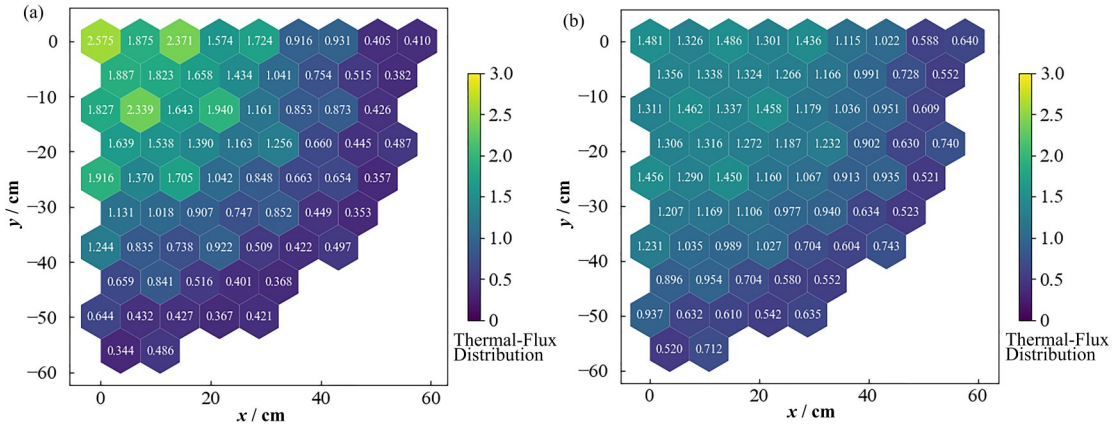 (a)
2.575 1.875 2.371 1.574 1.724 0.916 0.931 0.405 0.410
1.887 1.823 1.658 1.434 1.041 0.754 0.515 0.382
1.827 2.339 1.643 1.940 1.161 0.853 0.873 0.426
1.639 1.538 1.390 1.163 1.256 0.660 0.445 0.487
1.916 1.370 1.705 1.042 0.848 0.663 0.654 0.357
1.131 1.018 0.907 0.747 0.852 0.449 0.353
1.244 0.835 0.738 0.922 0.509 0.422 0.497
0.659 0.841 0.516 0.401 0.368
0.644 0.432 0.427 0.367 0.421
0.344 0.486
0
−10
−20
−30
−40
−50
−60
y / cm
0 20 40 60
x / cm
3.0
2.5
2.0
1.5
1.0
0.5
0
Thermal-Flux
Distribution
(b)
1.481 1.326 1.486 1.301 1.436 1.115 1.022 0.588 0.640
1.356 1.338 1.324 1.266 1.166 0.991 0.728 0.552
1.311 1.462 1.337 1.458 1.179 1.036 0.951 0.609
1.306 1.316 1.272 1.187 1.232 0.902 0.630 0.740
1.456 1.290 1.450 1.160 1.067 0.913 0.935 0.521
1.207 1.169 1.106 0.977 0.940 0.634 0.523
1.231 1.035 0.989 1.027 0.704 0.604 0.743
0.896 0.954 0.704 0.580 0.552
0.937 0.632 0.610 0.542 0.635
0.520 0.712
0
−10
−20
−30
−40
−50
−60
y / cm
0 20 40 60
x / cm
3.0
2.5
2.0
1.5
1.0
0.5
0
Thermal-Flux
Distribution